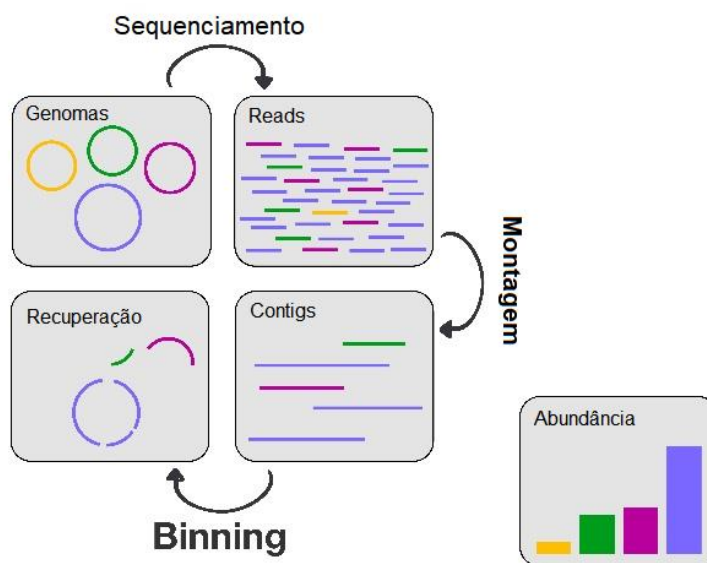 Sequenciamento
Genomas
Reads
Montagem
Recuperação
Contigs
Abundância
Binning